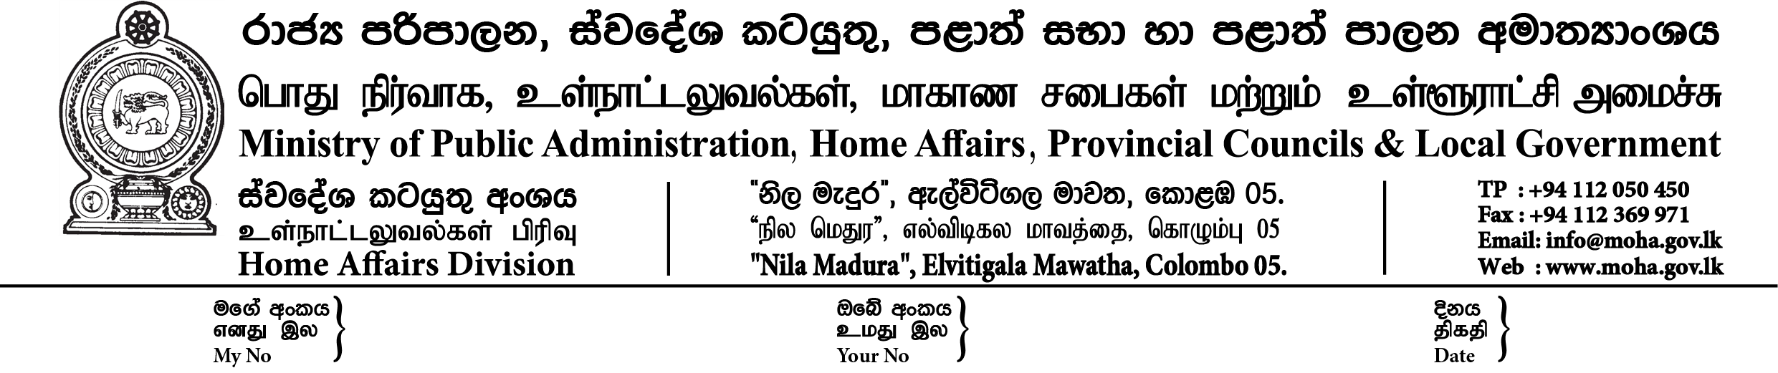 රාජ්‍ය පරිපාලන, ස්වදේශ කටයුතු, පළාත් සභා හා පළාත් පාලන අමාත්‍යාංශය
பொது நிர்வாக, உள்நாட்டலுவல்கள், மாகாண சபைகள் மற்றும் உள்ளூராட்சி அமைச்சு
Ministry of Public Administration, Home Affairs, Provincial Councils & Local Government
ස්වදේශ කටයුතු අංශය
உள்நாட்டலுவல்கள் பிரிவு
Home Affairs Division
"නිල මැදුර", ඇල්විටිගල මාවත, කොළඹ 05.
“நில மெதுர”, எல்விடிகல மாவத்தை, கொழும்பு 05
"Nila Madura", Elvitigala Mawatha, Colombo 05.
TP : +94 112 050 450
Fax : +94 112 369 971
Email: info@moha.gov.lk
Web : www.moha.gov.lk
මගේ අංකය
எனது இல
My No
ඔබේ අංකය
உமது இல
Your No
දිනය
திகதி
Date